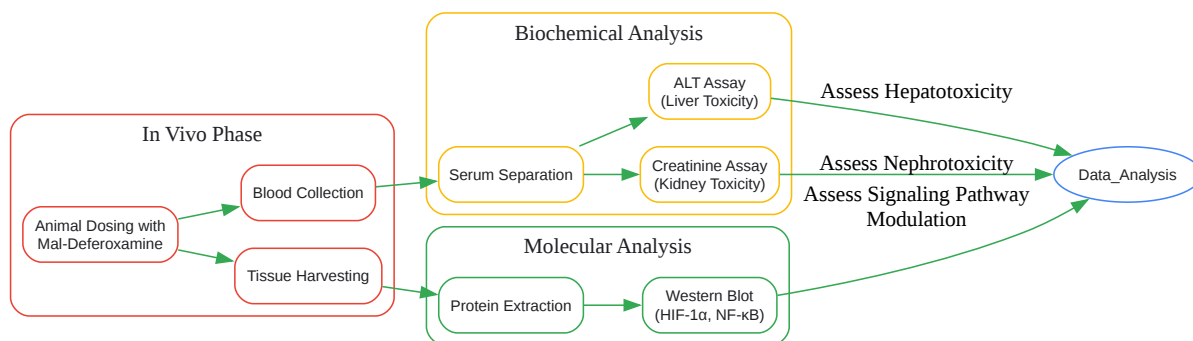 In Vivo Phase
Animal Dosing with
Mal-Deferoxamine
Blood Collection
Tissue Harvesting
Biochemical Analysis
Serum Separation
ALT Assay
(Liver Toxicity)
Creatinine Assay
(Kidney Toxicity)
Molecular Analysis
Protein Extraction
Western Blot
(HIF-1α, NF-κB)
Assess Hepatotoxicity
Assess Nephrotoxicity
Assess Signaling Pathway
Modulation
Data_Analysis